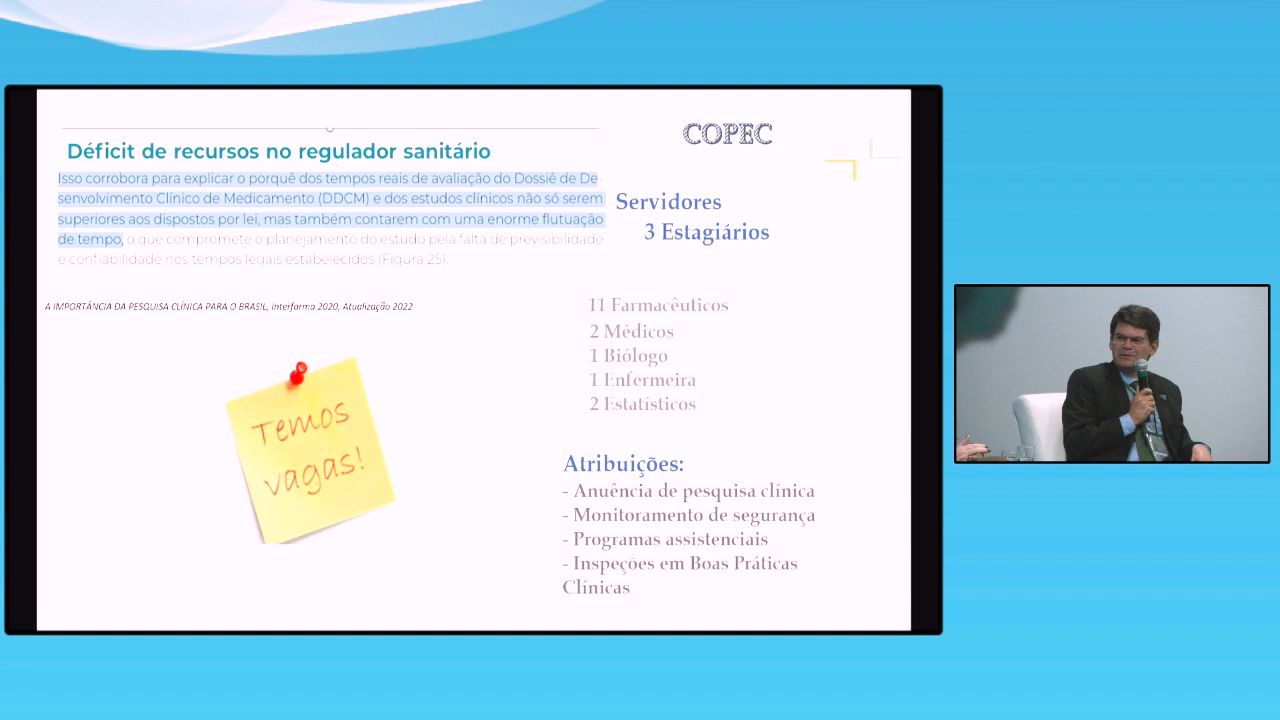 Déficit de recursos no regulador sanitário
Isso corrobora para explicar o porquê dos tempos reais de avaliação do Dossiê de De-
senvolvimento Clínico de Medicamento (DDCM) e dos estudos clínicos não só serem
superiores aos dispostos por lei, mas também contarem com uma enorme flutuação
de tempo, o que compromete o planejamento do estudo pela falta de previsibilidade
e confiabilidade nos tempos legais estabelecidos (Figura 25).
A IMPORTÂNCIA DA PESQUISA CLÍNICA PARA O BRASIL, Interfarma 2020, Atualização 2022
Temos
vagas!
COPEC
Servidores
3 Estagiários
11 Farmacêuticos
2 Médicos
1 Biólogo
1 Enfermeira
2 Estatísticos
Atribuições:
- Anuência de pesquisa clínica
- Monitoramento de segurança
- Programas assistenciais
- Inspeções em Boas Práticas
Clínicas